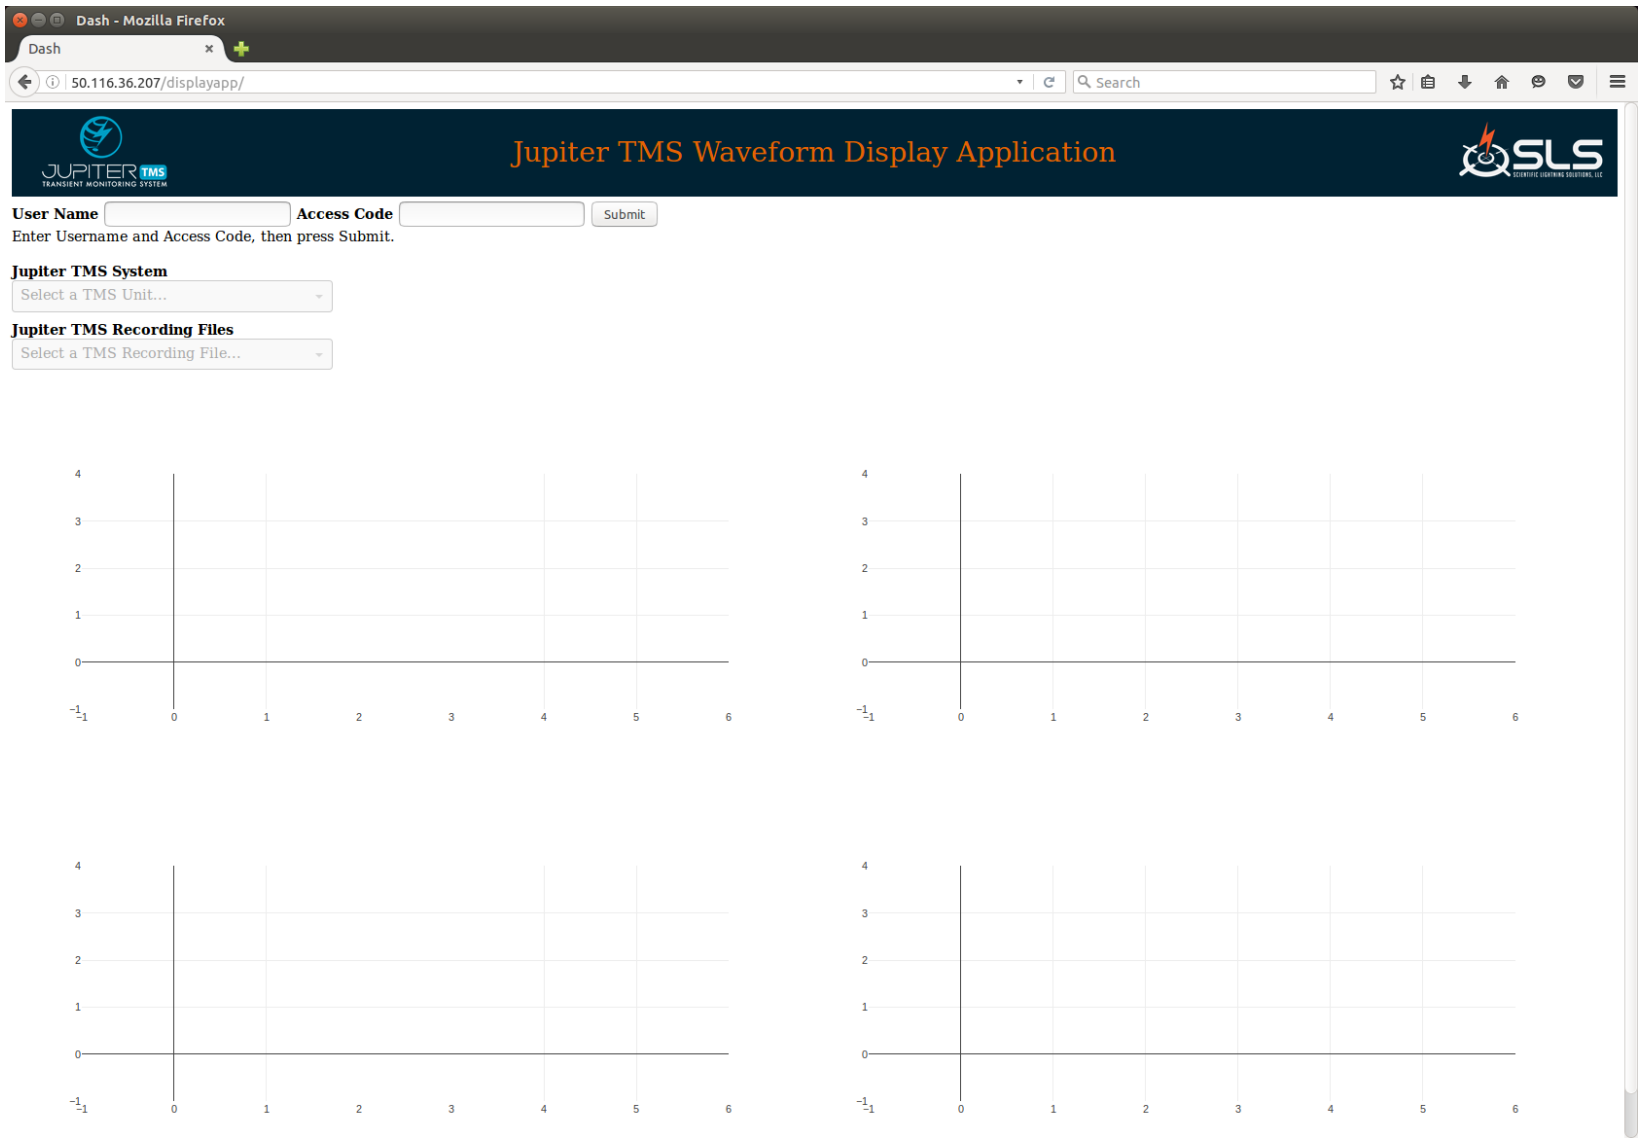 Dash - Mozilla Firefox
Dash
50.116.36.207/displayapp/
Search
JUPITER TMS
TRANSIENT MONITORING SYSTEM
Jupiter TMS Waveform Display Application
SLS
SCIENTIFIC LIGHTNING SOLUTIONS, LLC
User Name Access Code Submit
Enter Username and Access Code, then press Submit.
Jupiter TMS System
Select a TMS Unit...
Jupiter TMS Recording Files
Select a TMS Recording File...
4
3
2
1
0
−1
−1 0 1 2 3 4 5 6
4
3
2
1
0
−1
−1 0 1 2 3 4 5 6
4
3
2
1
0
−1
−1 0 1 2 3 4 5 6
4
3
2
1
0
−1
−1 0 1 2 3 4 5 6